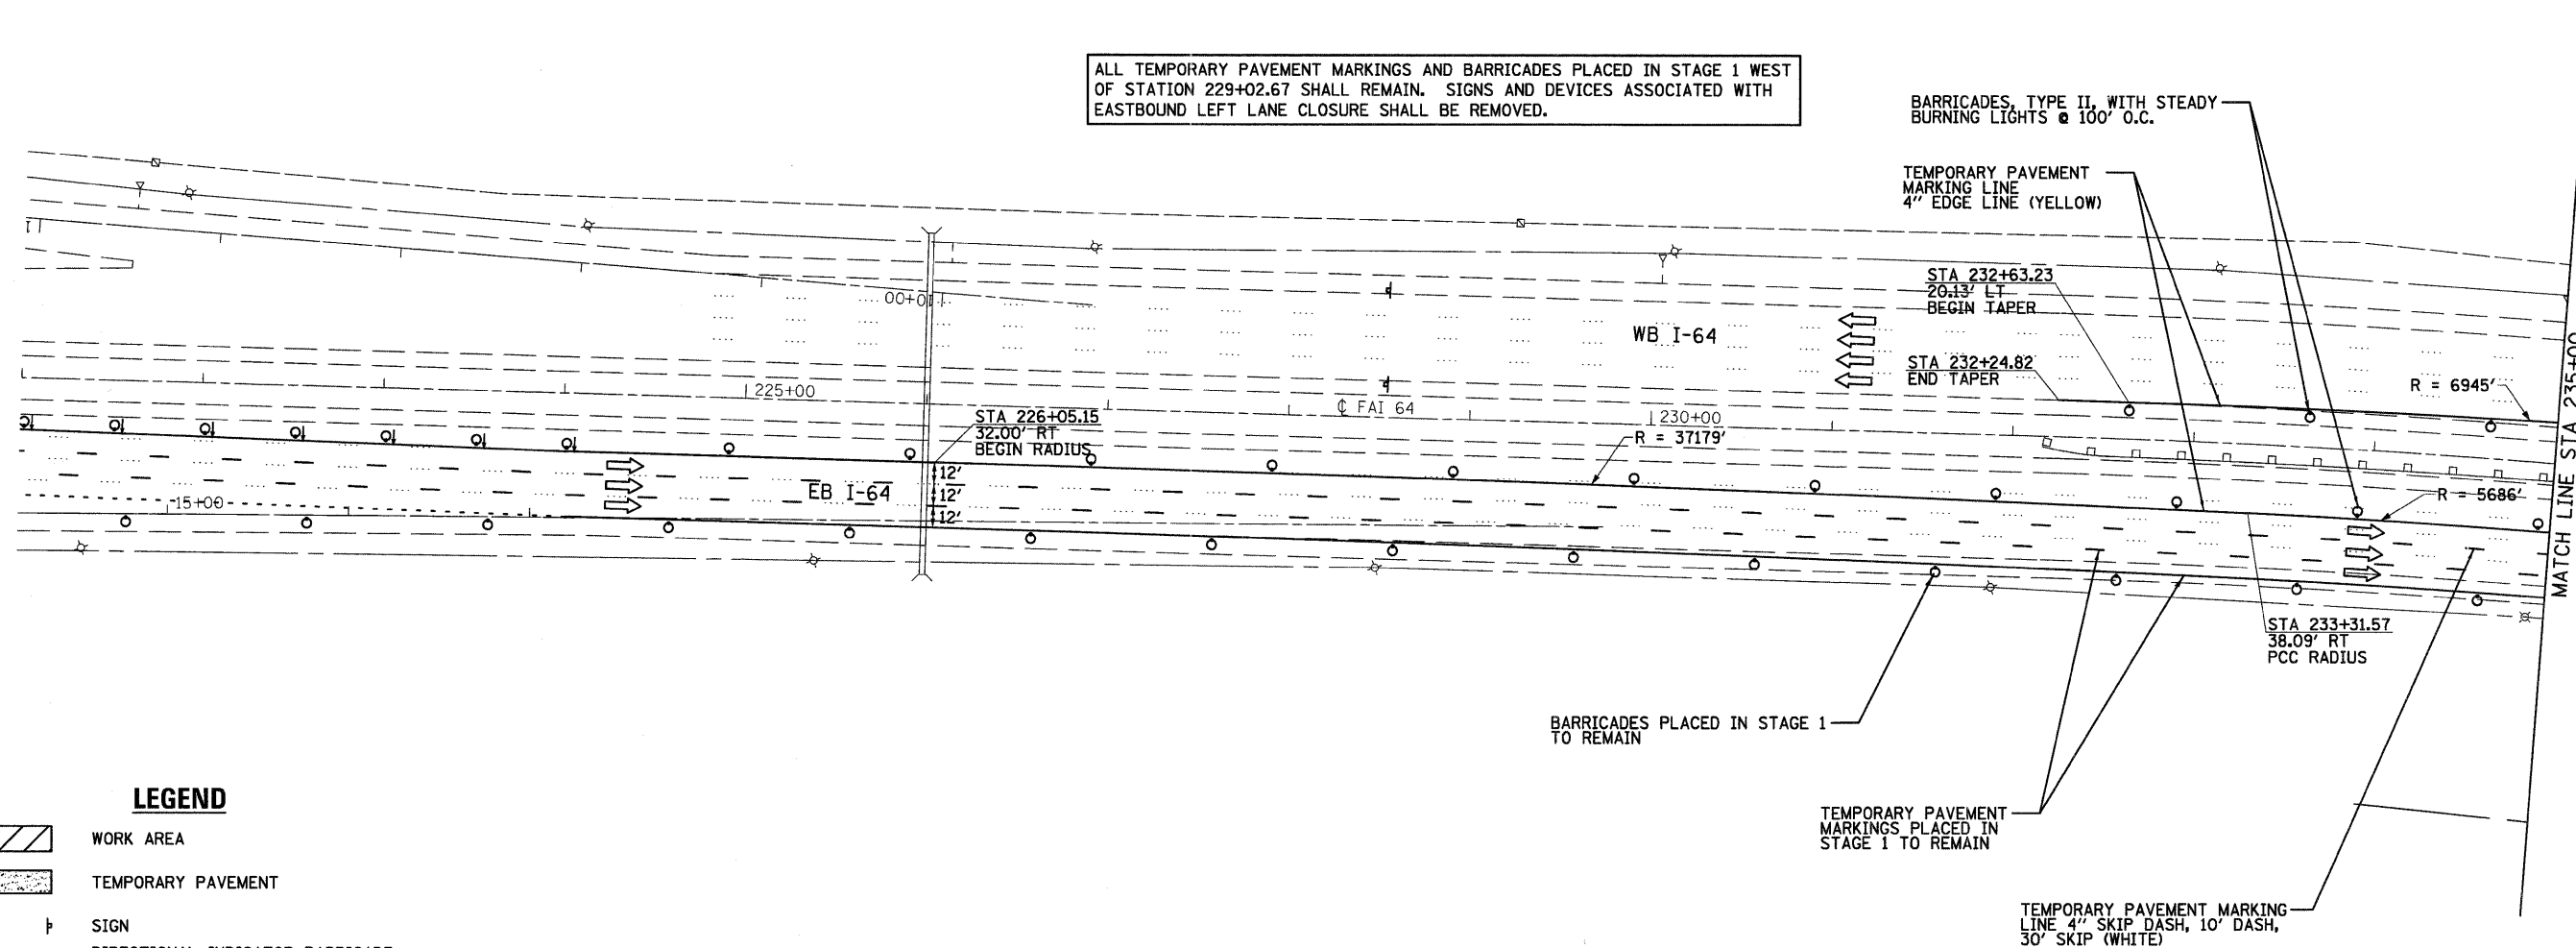 ALL TEMPORARY PAVEMENT MARKINGS AND BARRICADES PLACED IN STAGE 1 WEST
OF STATION 229+02.67 SHALL REMAIN. SIGNS AND DEVICES ASSOCIATED WITH
EASTBOUND LEFT LANE CLOSURE SHALL BE REMOVED.
BARRICADES, TYPE II, WITH STEADY
BURNING LIGHTS @ 100' O.C.
TEMPORARY PAVEMENT
MARKING LINE
4" EDGE LINE (YELLOW)
STA 232+63.23
20.13' LT
BEGIN TAPER
10+00
WB I-64
STA 232+24.82
END TAPER
R = 6945'
225+00
℄ FAI 64
230+00
STA 226+05.15
32.00' RT
BEGIN RADIUS
R = 37179'
12'
12'
12'
EB I-64
15+00
R = 5686'
MATCH LINE STA 235+00
STA 233+31.57
38.09' RT
PCC RADIUS
BARRICADES PLACED IN STAGE 1
TO REMAIN
TEMPORARY PAVEMENT
MARKINGS PLACED IN
STAGE 1 TO REMAIN
TEMPORARY PAVEMENT MARKING
LINE 4" SKIP DASH, 10' DASH,
30' SKIP (WHITE)
LEGEND
WORK AREA
TEMPORARY PAVEMENT
SIGN